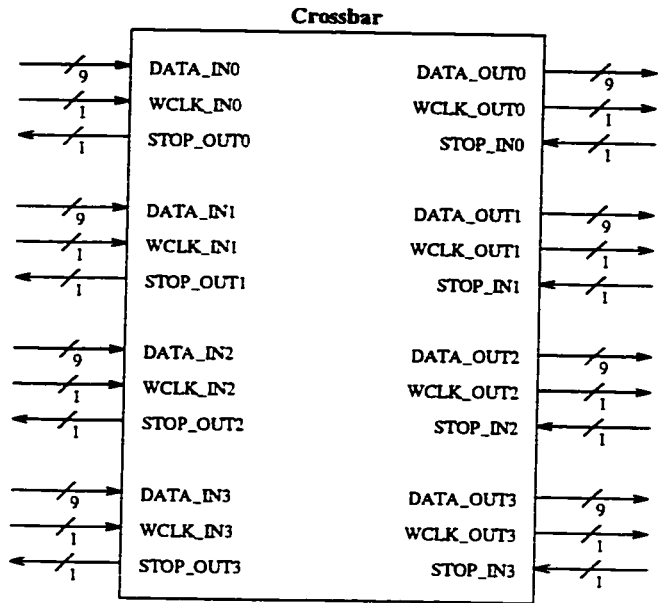 Crossbar
9 DATA_IN0 DATA_OUT0 9
1 WCLK_IN0 WCLK_OUT0 1
1 STOP_OUT0 STOP_IN0 1
9 DATA_IN1 DATA_OUT1 9
1 WCLK_IN1 WCLK_OUT1 1
1 STOP_OUT1 STOP_IN1 1
9 DATA_IN2 DATA_OUT2 9
1 WCLK_IN2 WCLK_OUT2 1
1 STOP_OUT2 STOP_IN2 1
9 DATA_IN3 DATA_OUT3 9
1 WCLK_IN3 WCLK_OUT3 1
1 STOP_OUT3 STOP_IN3 1